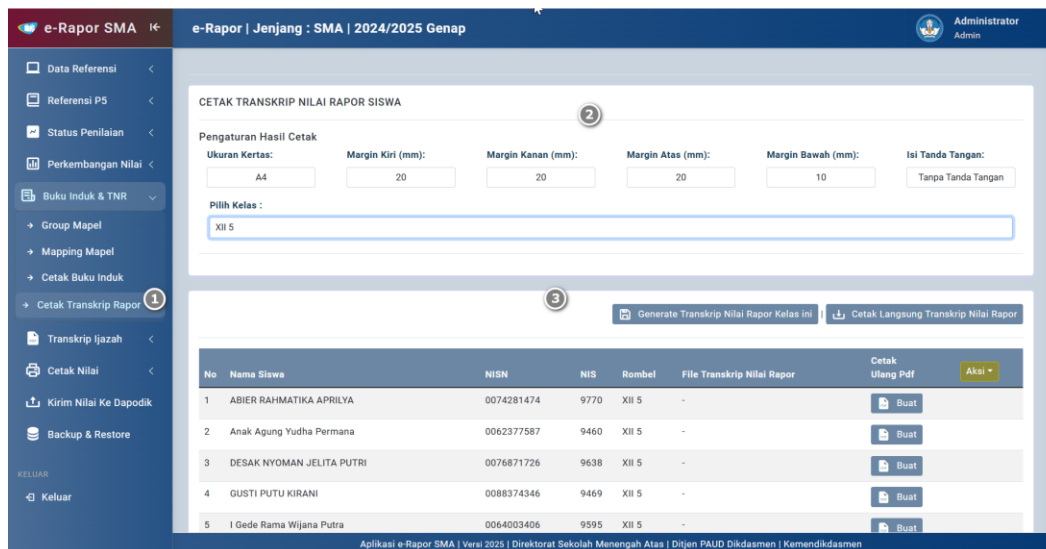 e-Rapor SMA
e-Rapor | Jenjang : SMA | 2024/2025 Genap
Administrator
Admin
Data Referensi
Referensi P5
Status Penilaian
Perkembangan Nilai
Buku Induk & TNR
Group Mapel
Mapping Mapel
Cetak Buku Induk
Cetak Transkrip Rapor 1
Transkrip Ijazah
Cetak Nilai
Kirim Nilai Ke Dapodik
Backup & Restore
KELUAR
Keluar
CETAK TRANSKRIP NILAI RAPOR SISWA
2
Pengaturan Hasil Cetak
Ukuran Kertas: Margin Kiri (mm): Margin Kanan (mm): Margin Atas (mm): Margin Bawah (mm): Isi Tanda Tangan:
A4 20 20 20 10 Tanpa Tanda Tangan
Pilih Kelas :
XII 5
3
Generate Transkrip Nilai Rapor Kelas ini | Cetak Langsung Transkrip Nilai Rapor
No Nama Siswa NISN NIS Rombel File Transkrip Nilai Rapor Cetak Ulang Pdf Aksi
1 ABIER RAHMATIKA APRILYA 0074281474 9770 XII 5 - Buat
2 Anak Agung Yudha Permana 0062377587 9460 XII 5 - Buat
3 DESAK NYOMAN JELITA PUTRI 0076871726 9638 XII 5 - Buat
4 GUSTI PUTU KIRANI 0088374346 9469 XII 5 - Buat
5 I Gede Rama Wijana Putra 0064003406 9595 XII 5 - Buat
Aplikasi e-Rapor SMA | Versi 2025 | Direktorat Sekolah Menengah Atas | Ditjen PAUD Dikdasmen | Kemendikdasmen